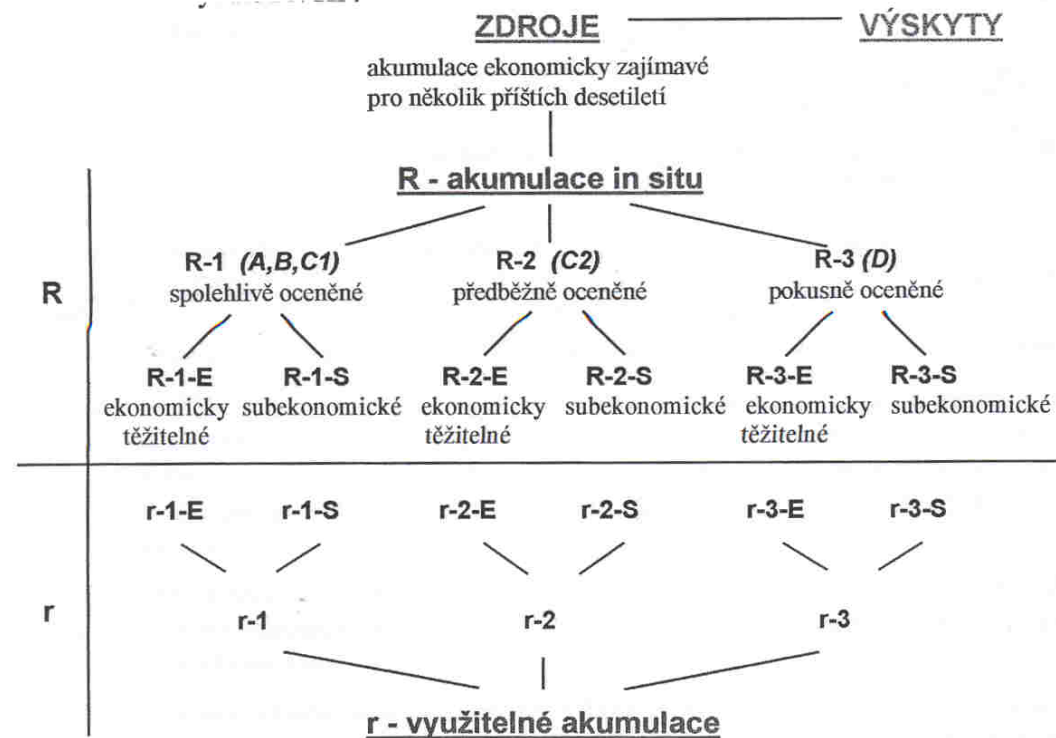 ZDROJE VÝSKYTY
akumulace ekonomicky zajímavé
pro několik příštích desetiletí
R - akumulace in situ
R-1 (A,B,C1) R-2 (C2) R-3 (D)
R spolehlivě oceněné předběžně oceněné pokusně oceněné
R-1-E R-1-S R-2-E R-2-S R-3-E R-3-S
ekonomicky subekonomické ekonomicky subekonomické ekonomicky subekonomické
těžitelné těžitelné těžitelné
r-1-E r-1-S r-2-E r-2-S r-3-E r-3-S
r r-1 r-2 r-3
r - využitelné akumulace